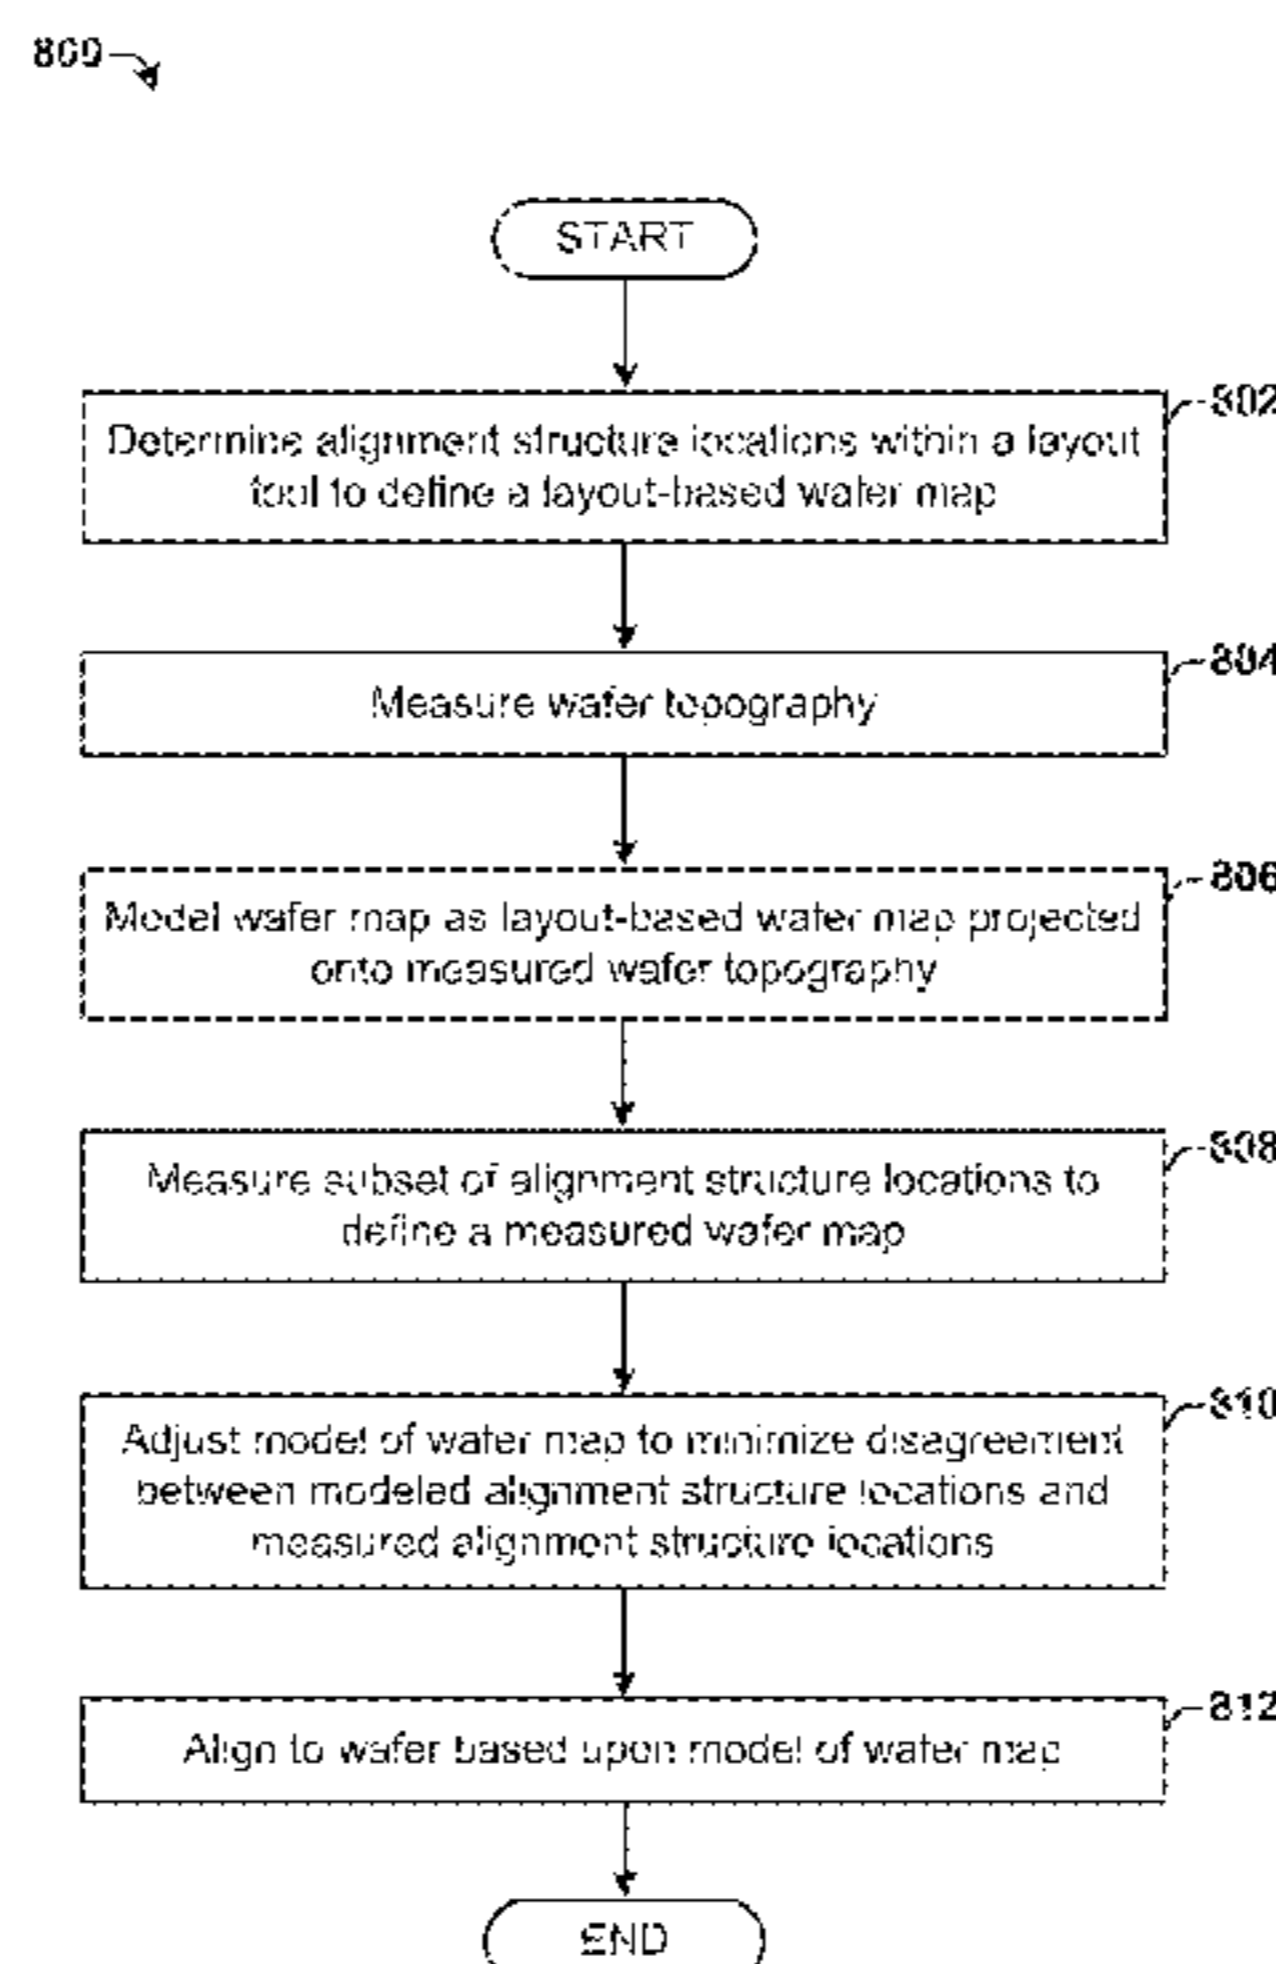 800
START
802
Determine alignment structure locations within a layout
tool to define a layout-based wafer map
804
Measure wafer topography
806
Model wafer map as layout-based wafer map projected
onto measured wafer topography
808
Measure subset of alignment structure locations to
define a measured wafer map
810
Adjust model of wafer map to minimize disagreement
between modeled alignment structure locations and
measured alignment structure locations
812
Align to wafer based upon model of wafer map
END